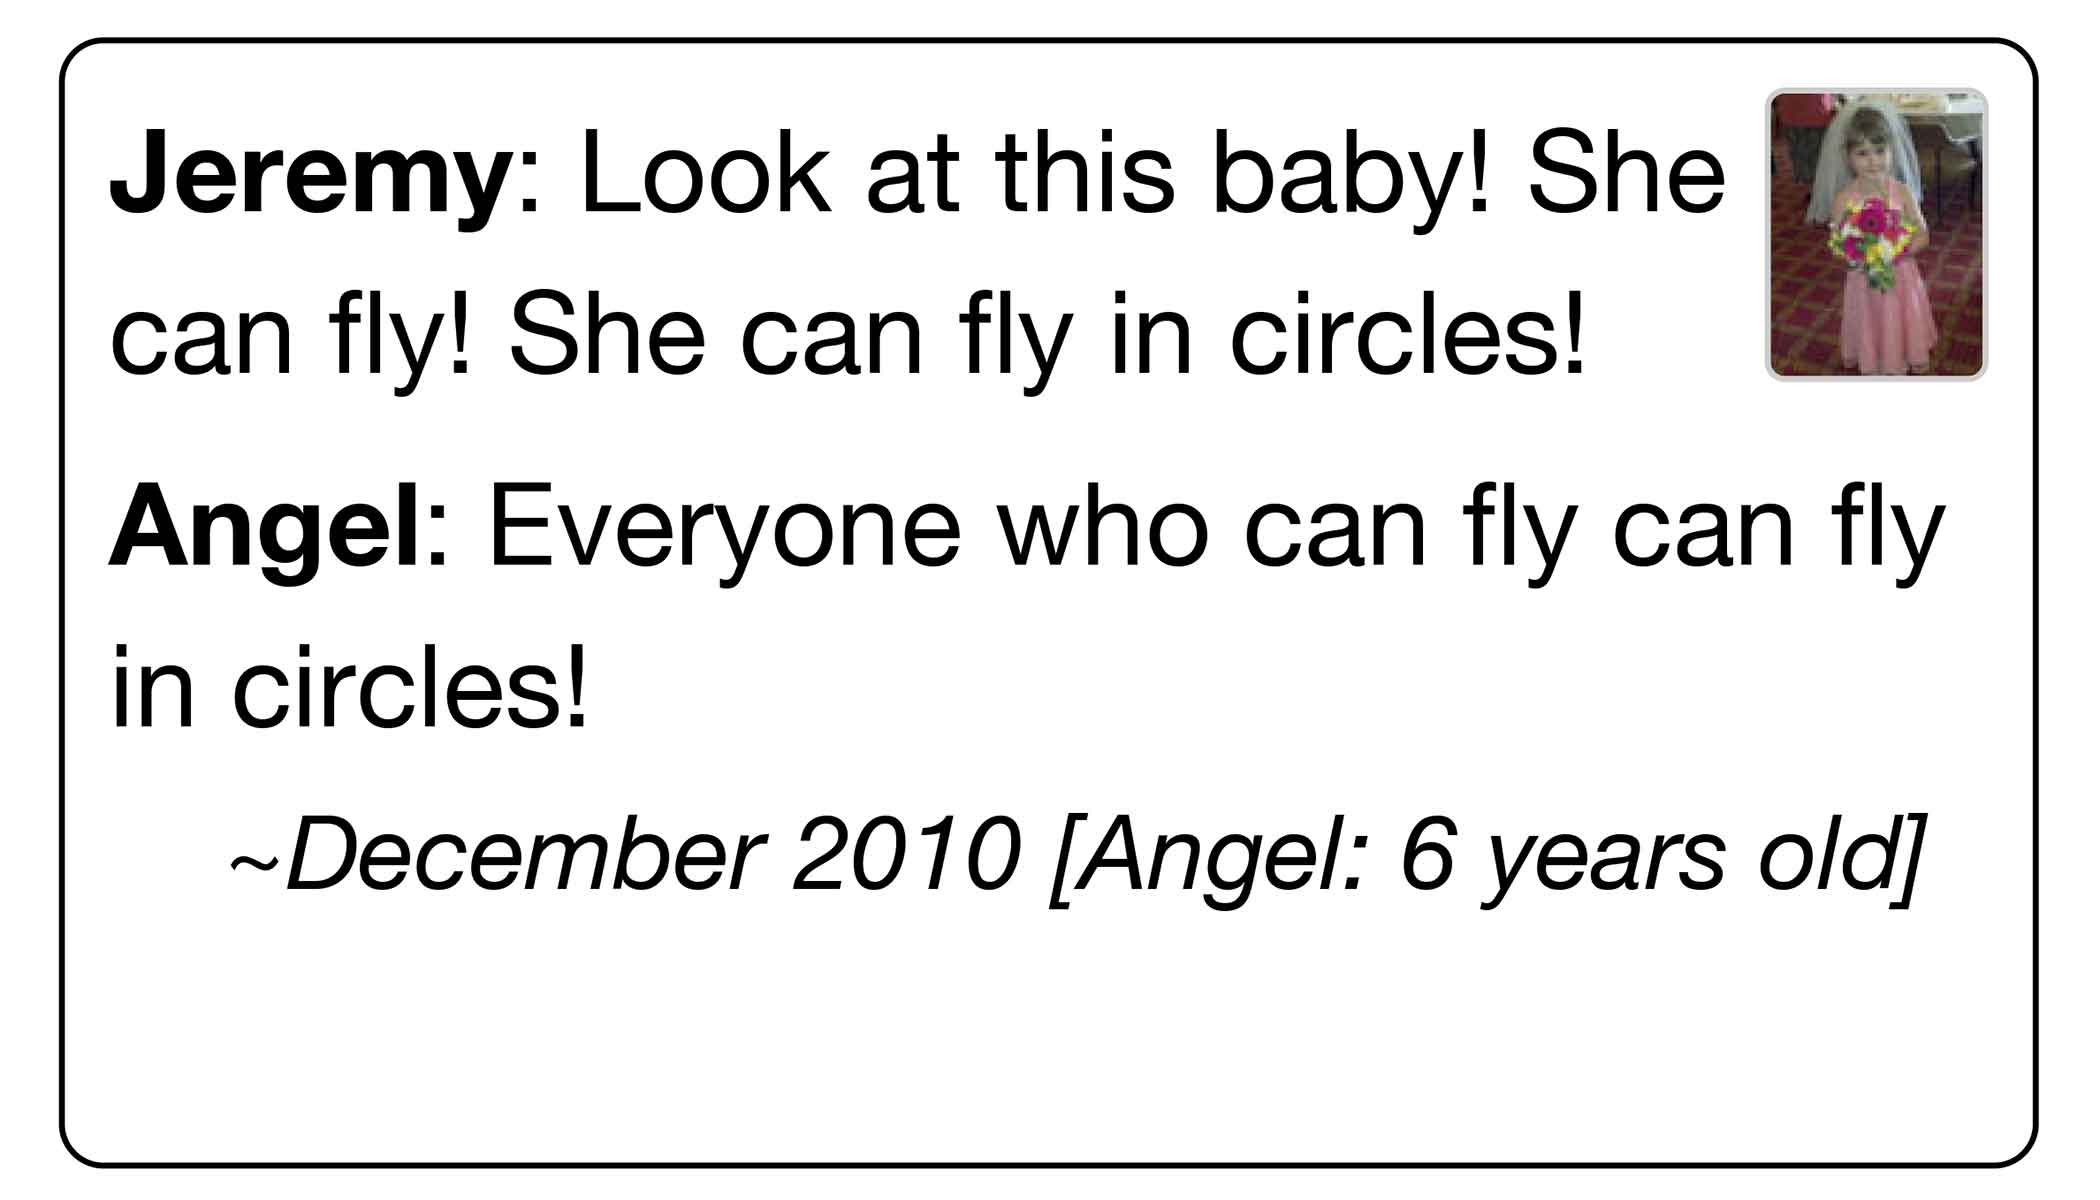 Jeremy: Look at this baby! She
can fly! She can fly in circles!
Angel: Everyone who can fly can fly
in circles!
~December 2010 [Angel: 6 years old]